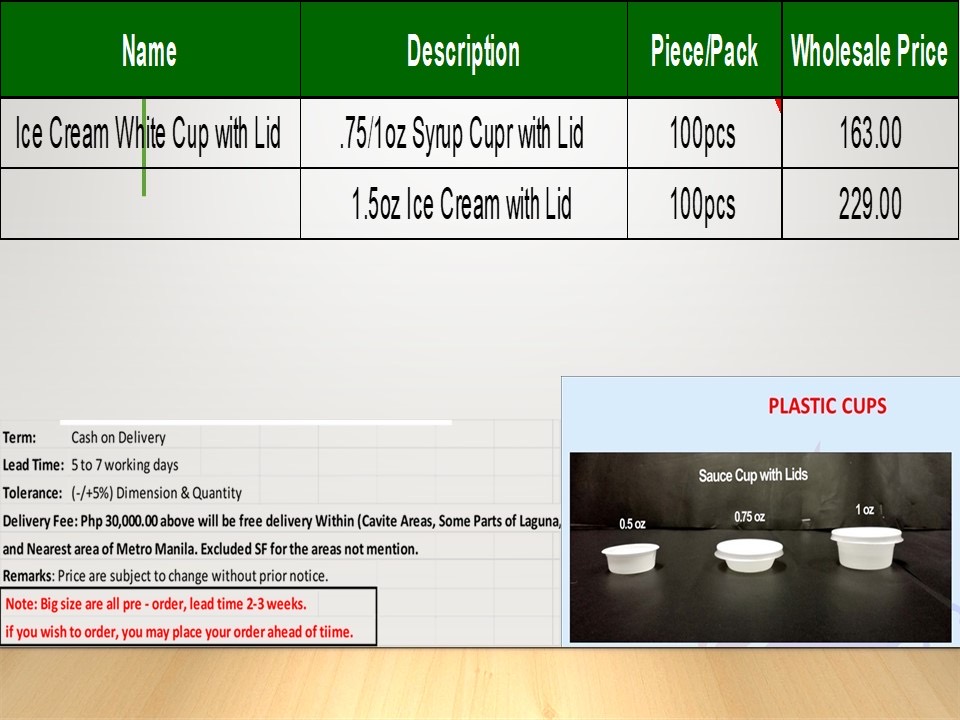 Name Description Piece/Pack Wholesale Price
Ice Cream White Cup with Lid .75/1oz Syrup Cupr with Lid 100pcs 163.00
1.5oz Ice Cream with Lid 100pcs 229.00
Term: Cash on Delivery
Lead Time: 5 to 7 working days
Tolerance: (-/+5%) Dimension & Quantity
Delivery Fee: Php 30,000.00 above will be free delivery Within (Cavite Areas, Some Parts of Laguna,
and Nearest area of Metro Manila. Excluded SF for the areas not mention.
Remarks: Price are subject to change without prior notice.
Note: Big size are all pre - order, lead time 2-3 weeks.
if you wish to order, you may place your order ahead of tiime.
PLASTIC CUPS
Sauce Cup with Lids
0.5 oz 0.75 oz 1 oz